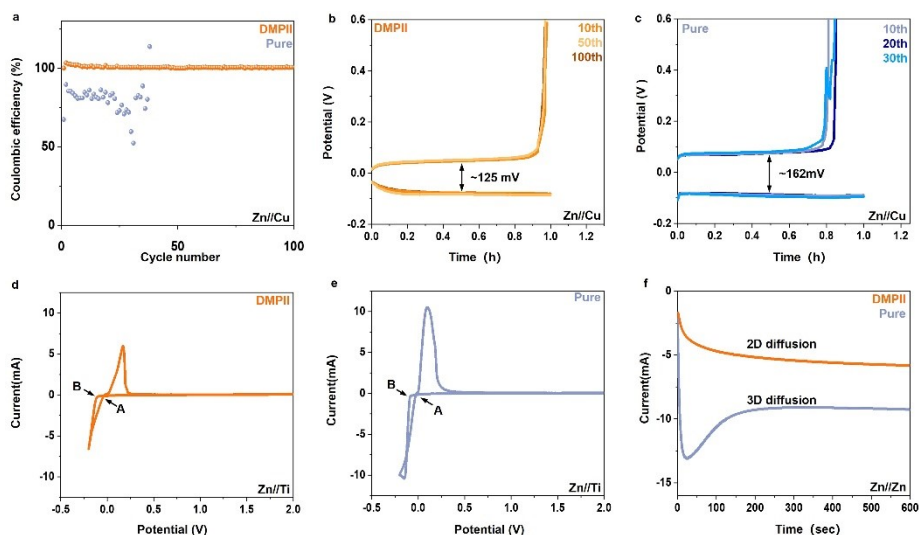 a
DMPII
Pure
Coulombic efficiency (%)
150
100
50
0
0
50
100
Zn//Cu
Cycle number
b
DMPII
10th
50th
100th
Potential (V )
0.6
0.4
0.2
0.0
-0.2
~125 mV
Zn//Cu
0.0
0.2
0.4
0.6
0.8
1.0
1.2
Time (h)
c
Pure
10th
20th
30th
Potential (V)
0.6
0.4
0.2
0.0
-0.2
~162mV
Zn//Cu
0.0
0.2
0.4
0.6
0.8
1.0
1.2
Time (h)
d
DMPII
Current(mA)
10
5
0
5
-10
B
A
Zn//Ti
-0.5
0.0
0.5
1.0
1.5
2.0
Potential (V)
e
Pure
Current(mA)
10
5
0
5
-10
B
A
Zn//Ti
-0.5
0.0
0.5
1.0
1.5
2.0
Potential (V)
f
DMPII
Pure
Current(mA)
0
-5
-10
-15
2D diffusion
3D diffusion
Zn//Zn
0
200
400
600
Time (sec)